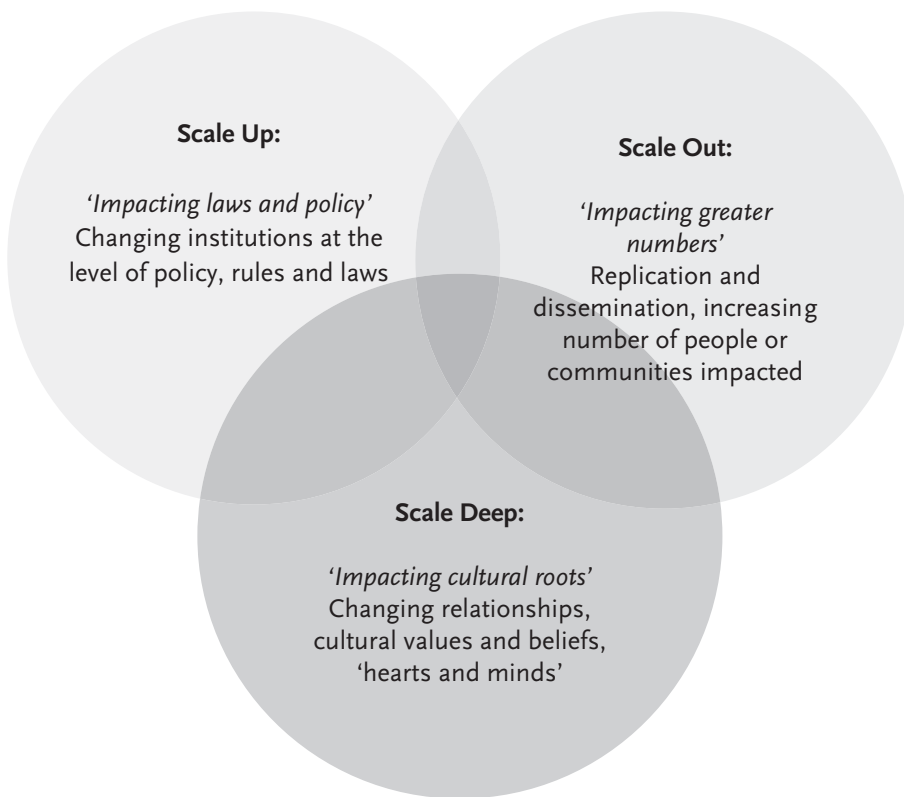 Scale Up:
‘Impacting laws and policy’
Changing institutions at the
level of policy, rules and laws
Scale Out:
‘Impacting greater
numbers’
Replication and
dissemination, increasing
number of people or
communities impacted
Scale Deep:
‘Impacting cultural roots’
Changing relationships,
cultural values and beliefs,
‘hearts and minds’